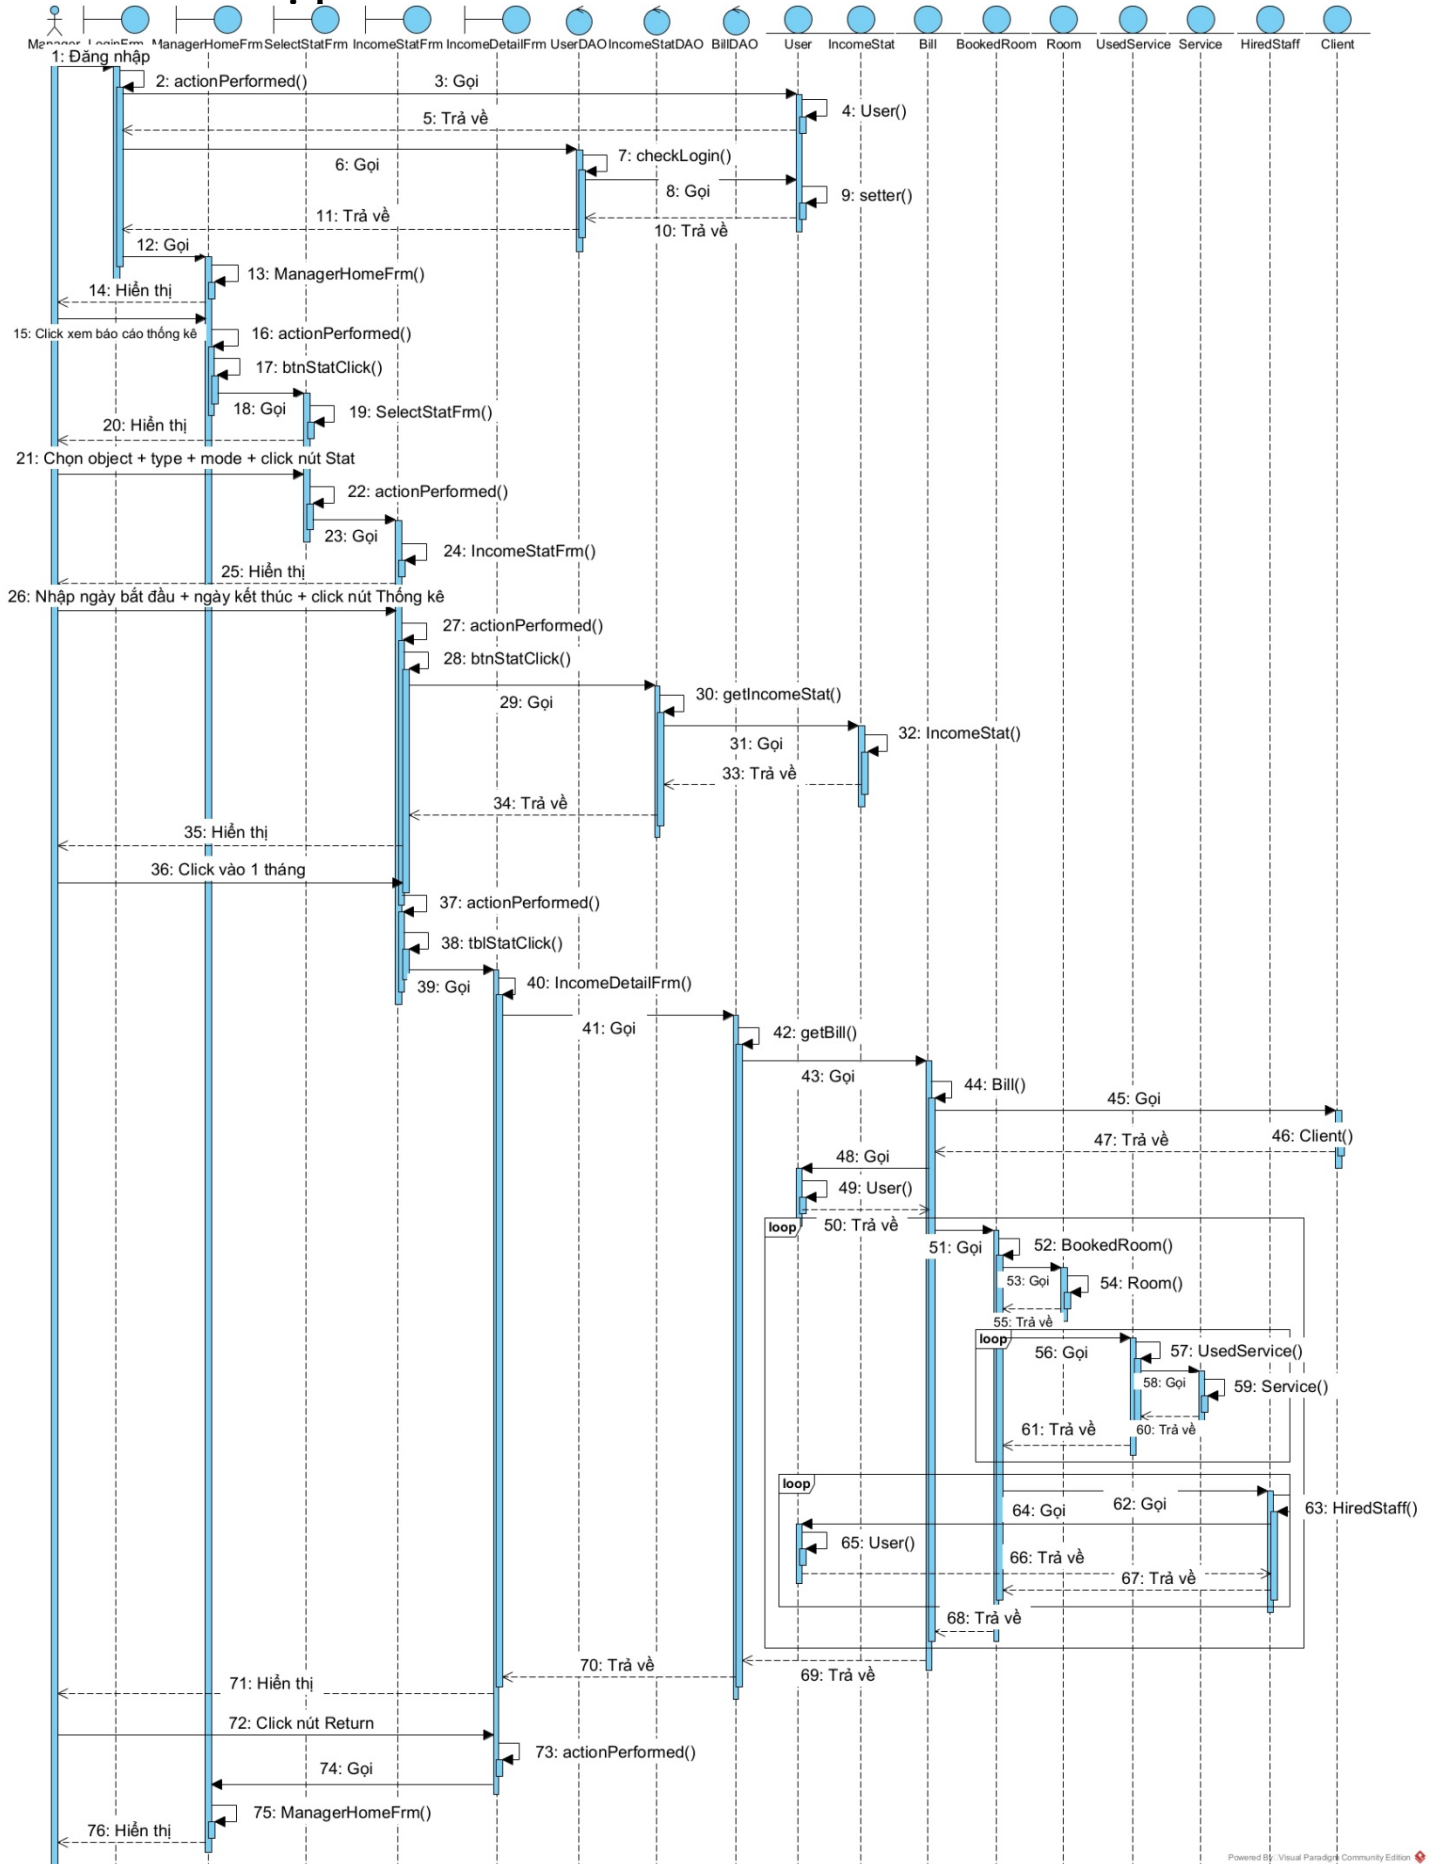 Manager
LoginFrm
ManagerHomeFrm
SelectStatFrm
IncomeStatFrm
IncomeDetailFrm
UserDAO
IncomeStatDAO
BillDAO
User
IncomeStat
Bill
BookedRoom
Room
UsedService
Service
HiredStaff
Client
1: Đăng nhập
2: actionPerformed()
3: Gọi
4: User()
5: Trả về
6: Gọi
7: checkLogin()
8: Gọi
9: setter()
10: Trả về
11: Trả về
12: Gọi
13: ManagerHomeFrm()
14: Hiển thị
15: Click xem báo cáo thống kê
16: actionPerformed()
17: btnStatClick()
18: Gọi
19: SelectStatFrm()
20: Hiển thị
21: Chọn object + type + mode + click nút Stat
22: actionPerformed()
23: Gọi
24: IncomeStatFrm()
25: Hiển thị
26: Nhập ngày bắt đầu + ngày kết thúc + click nút Thống kê
27: actionPerformed()
28: btnStatClick()
29: Gọi
30: getIncomeStat()
31: Gọi
32: IncomeStat()
33: Trả về
34: Trả về
35: Hiển thị
36: Click vào 1 tháng
37: actionPerformed()
38: tblStatClick()
39: Gọi
40: IncomeDetailFrm()
41: Gọi
42: getBill()
43: Gọi
44: Bill()
45: Gọi
46: Client()
47: Trả về
48: Gọi
49: User()
loop
50: Trả về
51: Gọi
52: BookedRoom()
53: Gọi
54: Room()
55: Trả về
loop
56: Gọi
57: UsedService()
58: Gọi
59: Service()
60: Trả về
61: Trả về
loop
62: Gọi
63: HiredStaff()
64: Gọi
65: User()
66: Trả về
67: Trả về
68: Trả về
69: Trả về
70: Trả về
71: Hiển thị
72: Click nút Return
73: actionPerformed()
74: Gọi
75: ManagerHomeFrm()
76: Hiển thị
Powered By Visual Paradigm Community Edition